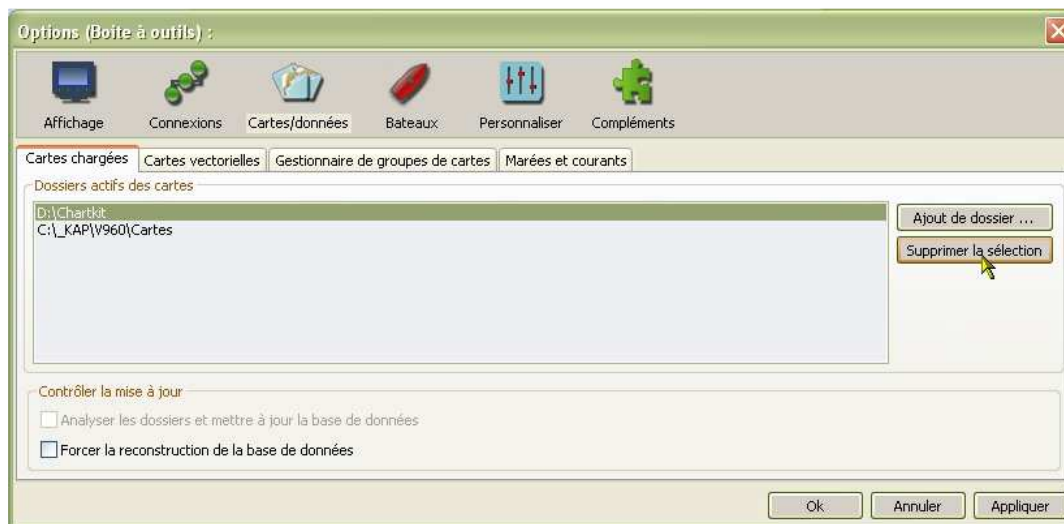 Options (Boite à outils) :
Affichage Connexions Cartes/données Bateaux Personnaliser Compléments
Cartes chargées Cartes vectorielles Gestionnaire de groupes de cartes Marées et courants
Dossiers actifs des cartes
D:\Chartkit
C:\_KAP\V960\Cartes
Ajout de dossier ...
Supprimer la sélection
Contrôler la mise à jour
Analyser les dossiers et mettre à jour la base de données
Forcer la reconstruction de la base de données
Ok Annuler Appliquer